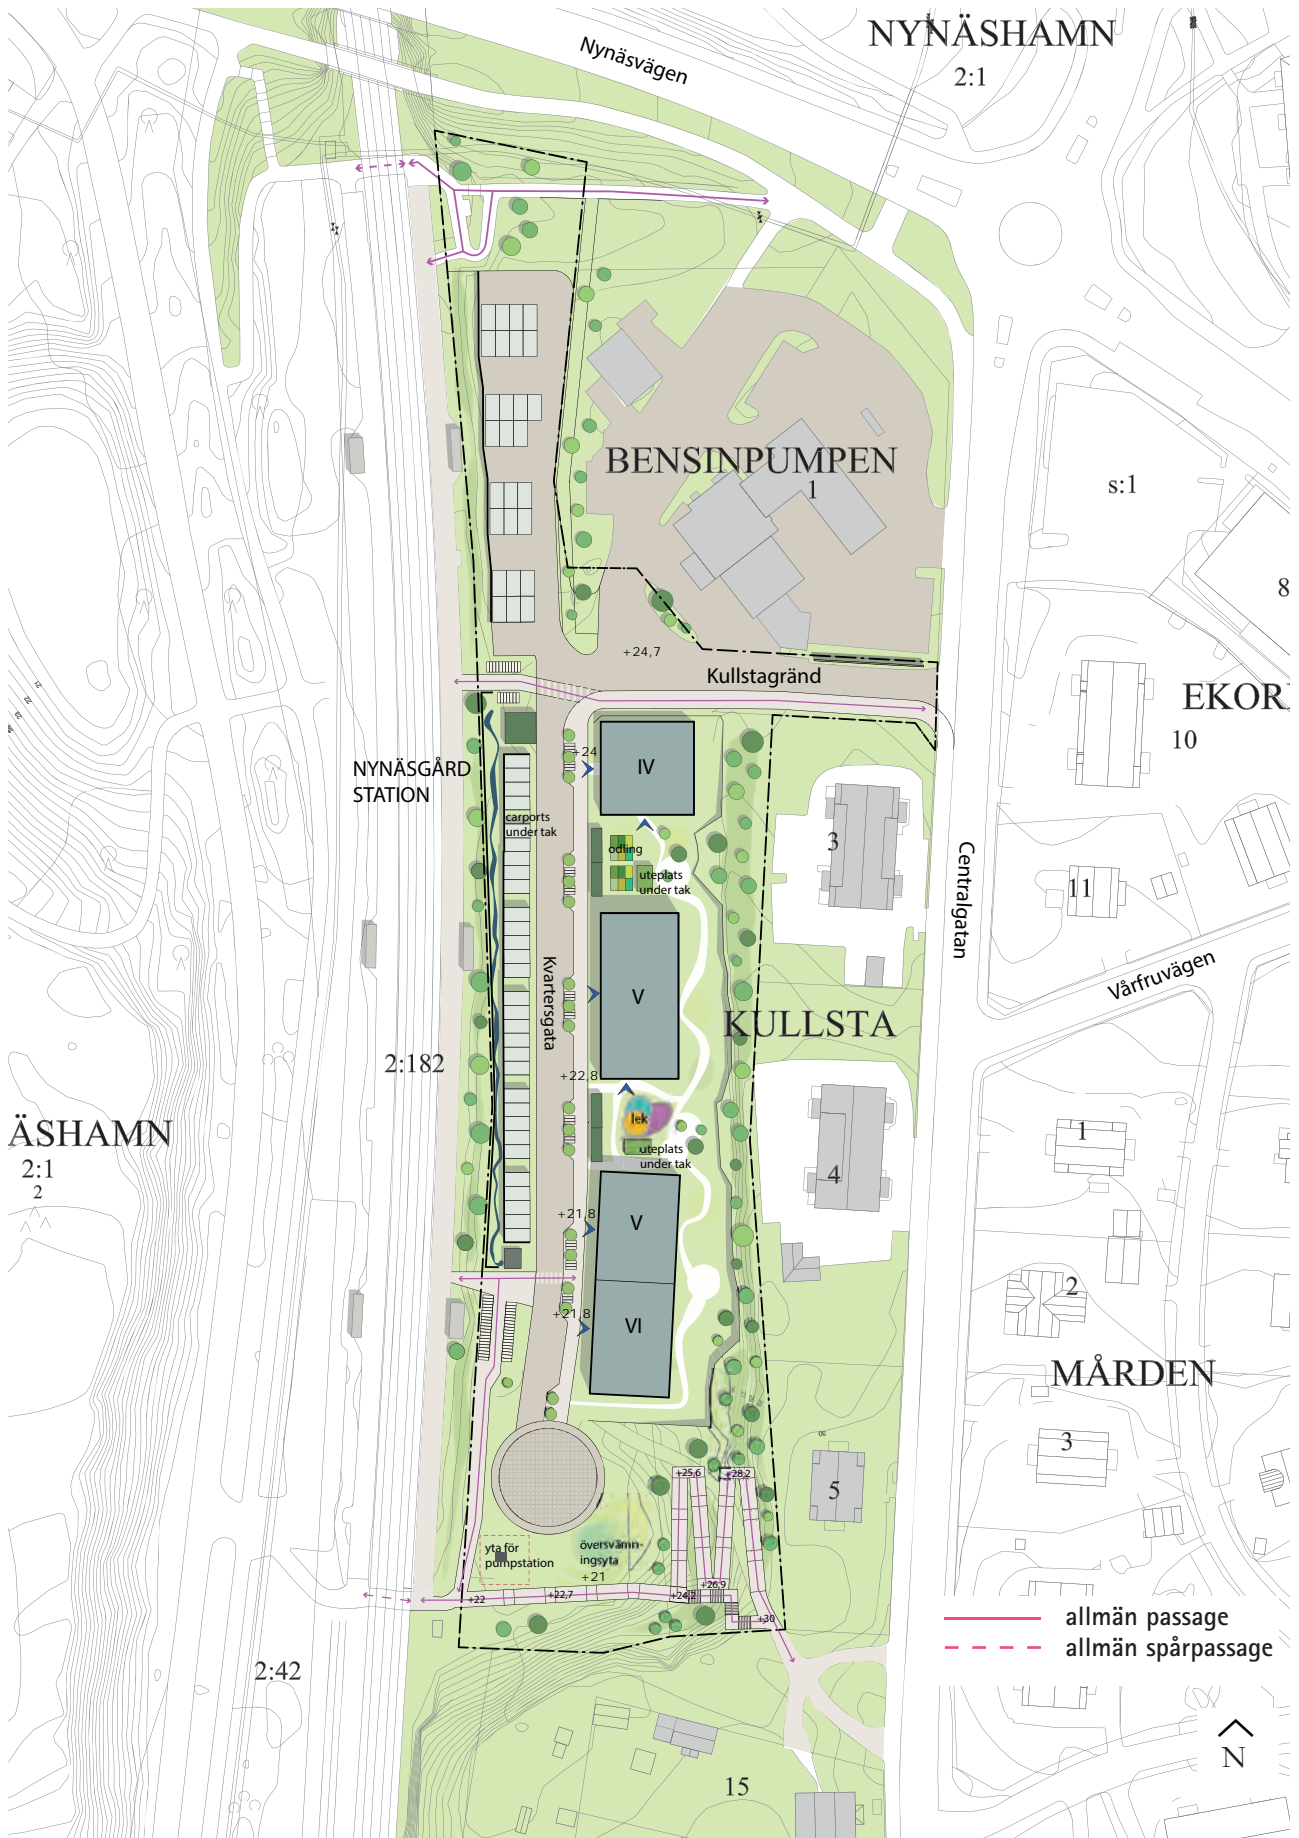 NYNÄSHAMN
2:1
Nynäsvägen
BENSINPUMPEN
1
s:1
8
+24,7
Kullstagränd
EKOR
10
+24
IV
NYNÄSGÅRD
STATION
carports
under tak
odling
uteplats
under tak
3
Centralgatan
11
Vårfruvägen
Kvartersgata
V
KULLSTA
2:182
+22,8
lek
uteplats
under tak
ÄSHAMN
2:1
2
1
4
+21,8
V
+21,8
VI
2
MÅRDEN
3
5
+25,6
+28,2
yta för
pumpstation
översvämn-
ingsyta
+21
+22
+22,7
+24,2
+26,9
+30
allmän passage
allmän spårpassage
2:42
15
N